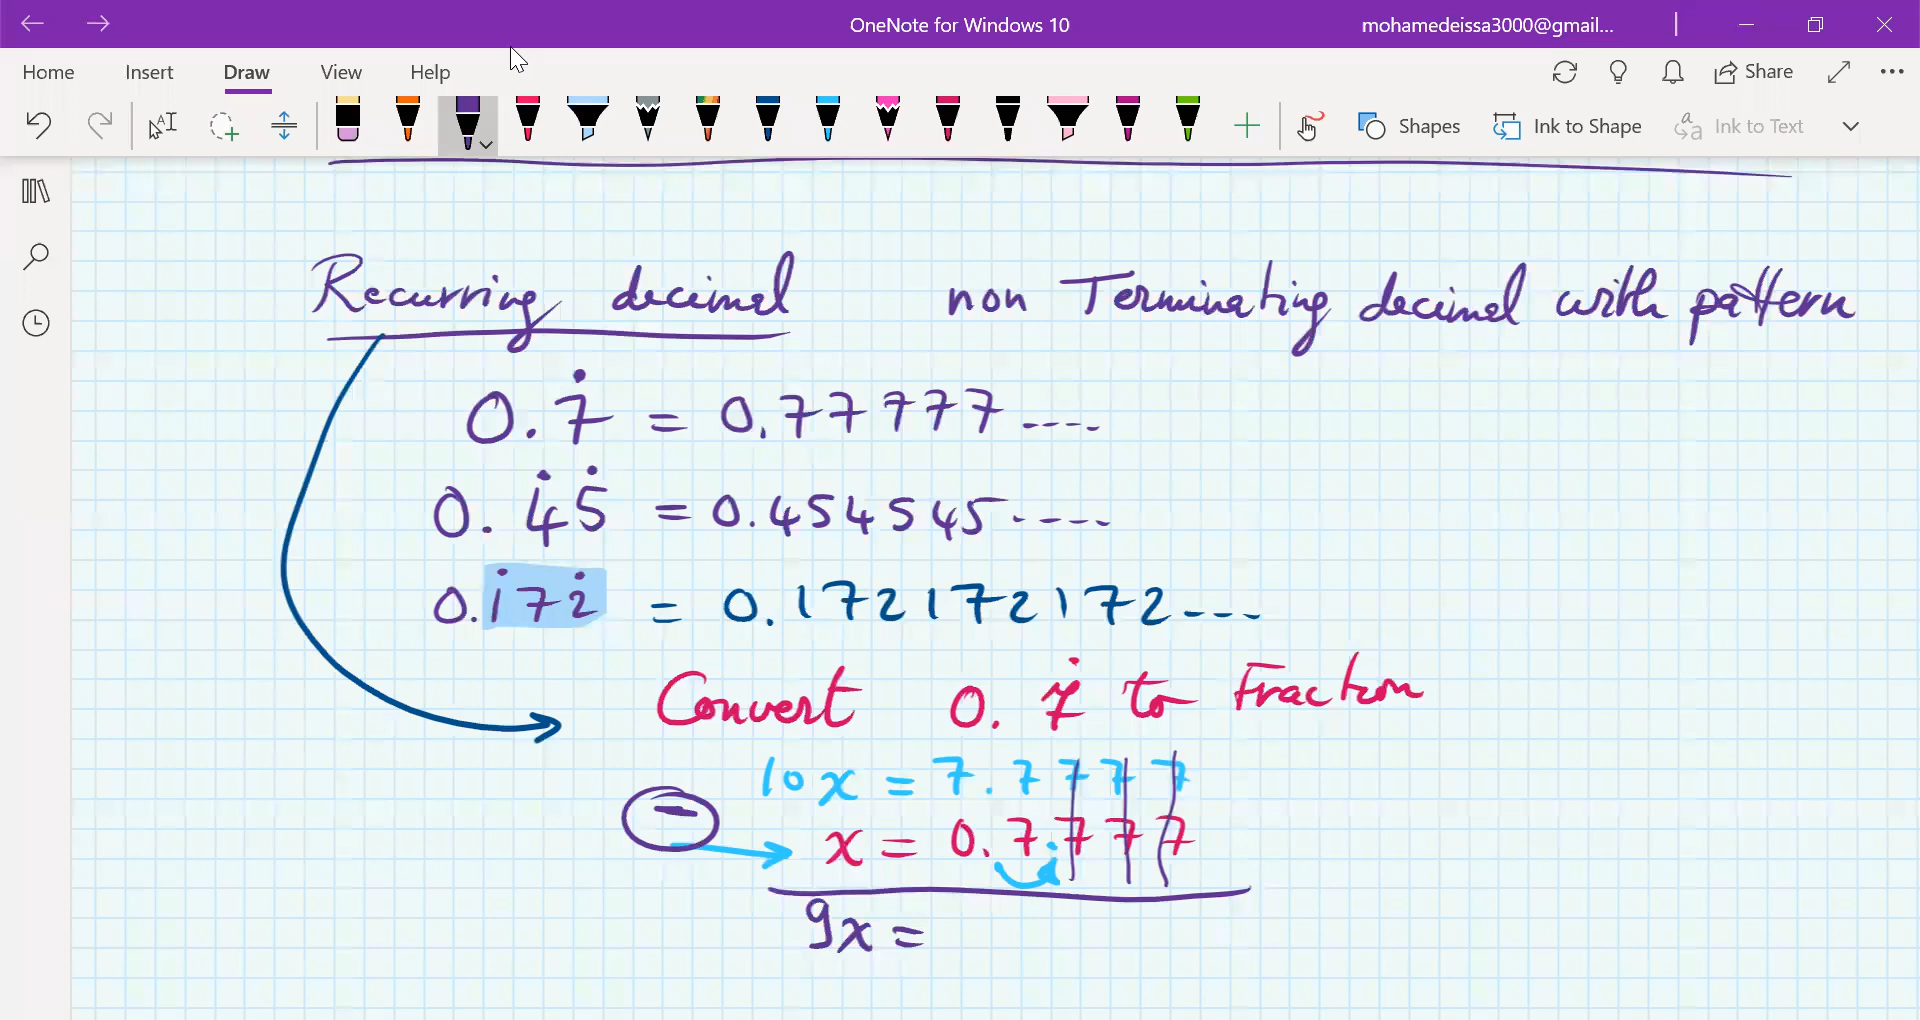 OneNote for Windows 10
mohamedeissa3000@gmail...
Home Insert Draw View Help
Share
Shapes Ink to Shape Ink to Text
Recurring decimal non Terminating decimal with pattern
0.7̇ = 0.77777 ....
0.4̇5̇ = 0.454545 ....
0.1̇72̇ = 0.172172172...
Convert 0.7̇ to fraction
10x = 7.7777
x = 0.7777
9x =